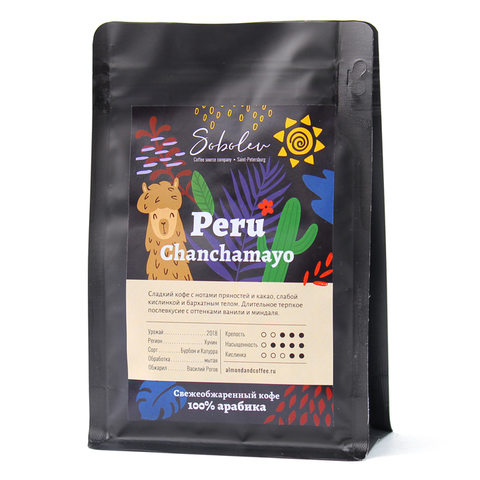 Sobolev
Coffee source company • Saint-Petersburg
Peru
Chanchamayo
Сладкий кофе с нотами пряностей и какао, слабой
кислинкой и бархатным телом. Длительное терпкое
послевкусие с оттенками ванили и миндаля.
Урожай 2018
Регион Хунин
Сорт Бурбон и Катурра
Обработка мытая
Обжарил Василий Рогов
Крепость
Насыщенность
Кислинка
almondandcoffee.ru
Свежеобжаренный кофе
100% арабика